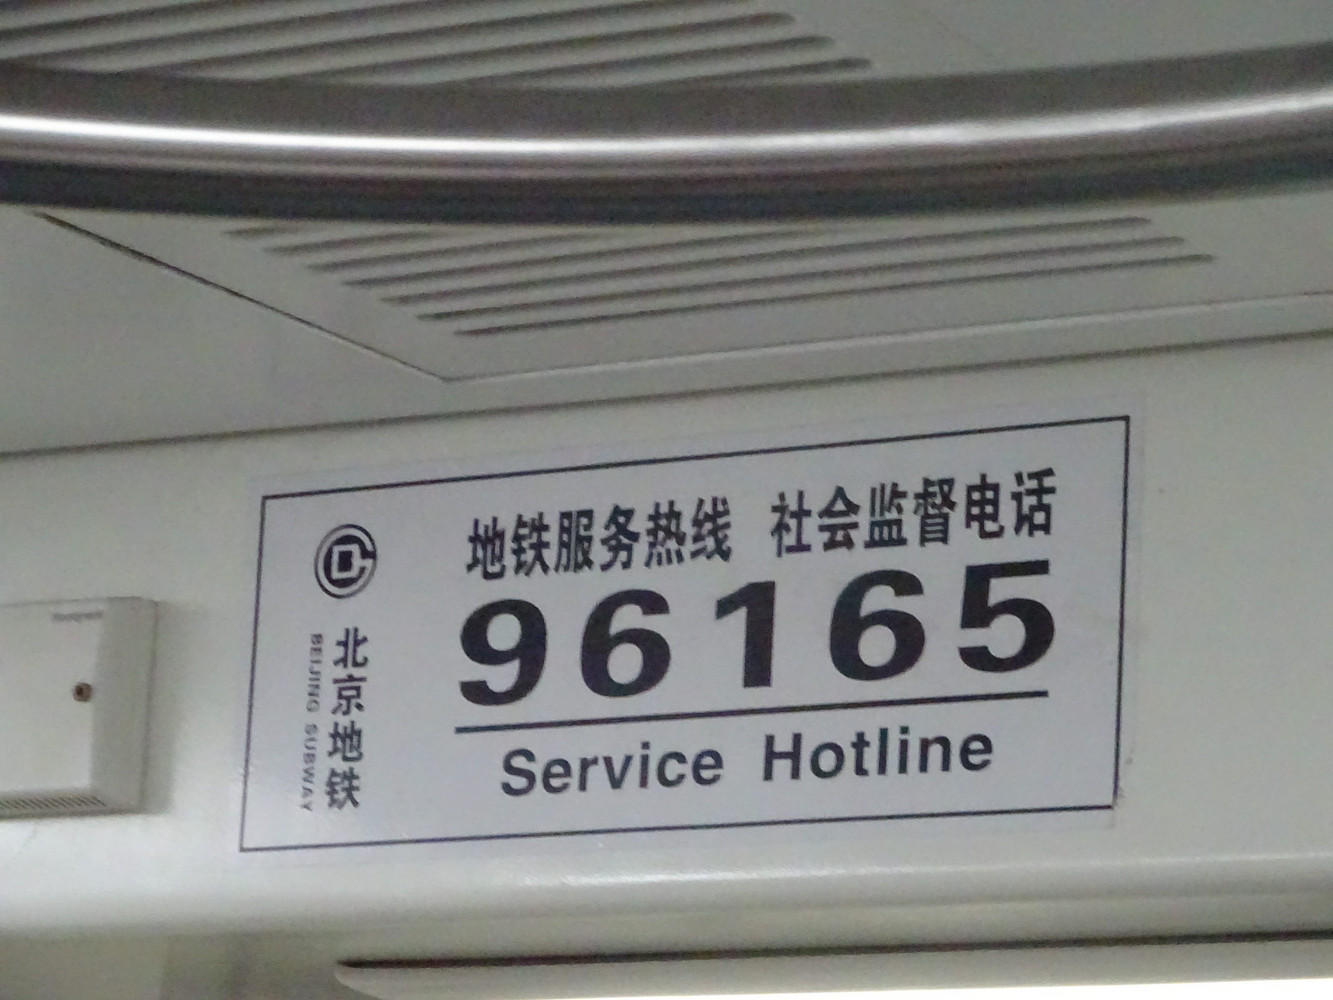 地铁服务热线 社会监督电话
96165
Service Hotline
北京地铁
BEIJING SUBWAY